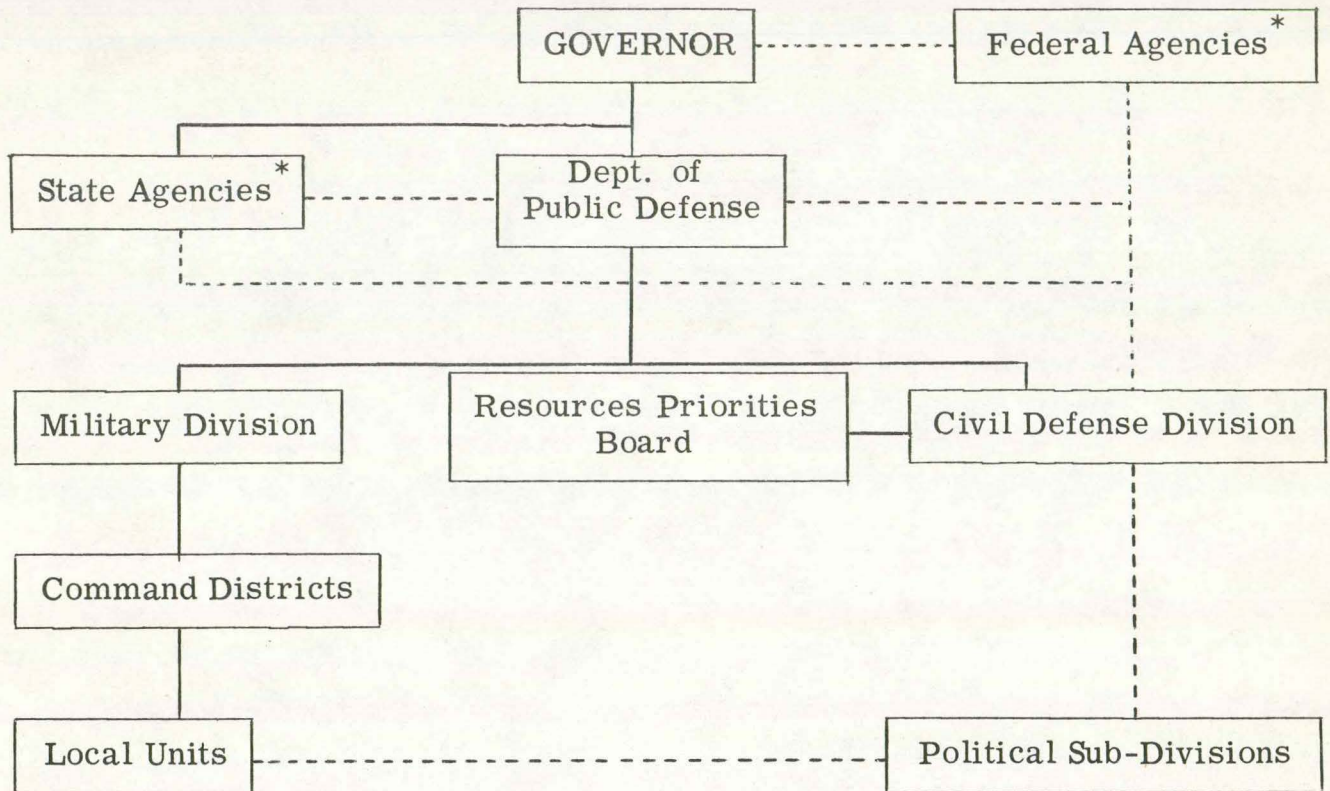 GOVERNOR
Federal Agencies*
State Agencies*
Dept. of
Public Defense
Military Division
Resources Priorities
Board
Civil Defense Division
Command Districts
Local Units
Political Sub-Divisions